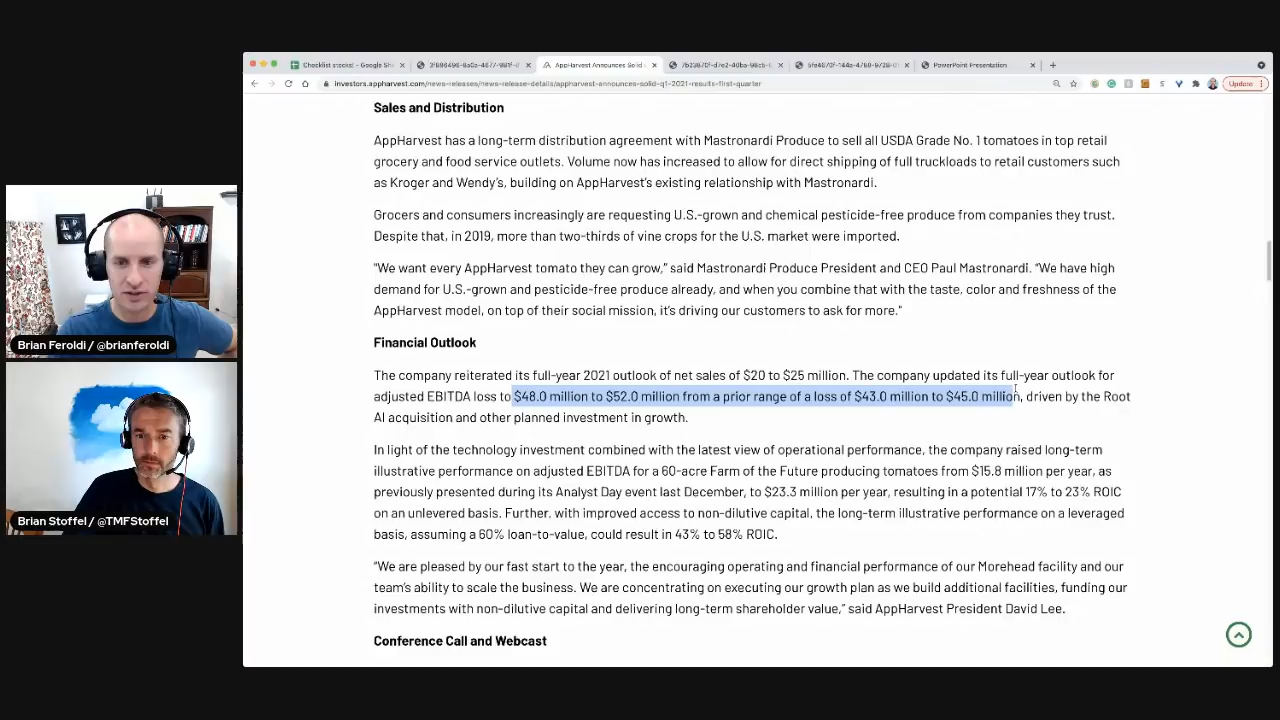 Checklist stocks! - Google Sh
AppHarvest Announces Solid
PowerPoint Presentation
investors.appharvest.com/news-releases/news-release-details/appharvest-announces-solid-q1-2021-results-first-quarter
Update
Sales and Distribution
AppHarvest has a long-term distribution agreement with Mastronardi Produce to sell all USDA Grade No. 1 tomatoes in top retail
grocery and food service outlets. Volume now has increased to allow for direct shipping of full truckloads to retail customers such
as Kroger and Wendy's, building on AppHarvest's existing relationship with Mastronardi.
Grocers and consumers increasingly are requesting U.S.-grown and chemical pesticide-free produce from companies they trust.
Despite that, in 2019, more than two-thirds of vine crops for the U.S. market were imported.
"We want every AppHarvest tomato they can grow," said Mastronardi Produce President and CEO Paul Mastronardi. "We have high
demand for U.S.-grown and pesticide-free produce already, and when you combine that with the taste, color and freshness of the
AppHarvest model, on top of their social mission, it's driving our customers to ask for more."
Financial Outlook
The company reiterated its full-year 2021 outlook of net sales of $20 to $25 million. The company updated its full-year outlook for
adjusted EBITDA loss to $48.0 million to $52.0 million from a prior range of a loss of $43.0 million to $45.0 million, driven by the Root
AI acquisition and other planned investment in growth.
In light of the technology investment combined with the latest view of operational performance, the company raised long-term
illustrative performance on adjusted EBITDA for a 60-acre Farm of the Future producing tomatoes from $15.8 million per year, as
previously presented during its Analyst Day event last December, to $23.3 million per year, resulting in a potential 17% to 23% ROIC
on an unlevered basis. Further, with improved access to non-dilutive capital, the long-term illustrative performance on a leveraged
basis, assuming a 60% loan-to-value, could result in 43% to 58% ROIC.
"We are pleased by our fast start to the year, the encouraging operating and financial performance of our Morehead facility and our
team's ability to scale the business. We are concentrating on executing our growth plan as we build additional facilities, funding our
investments with non-dilutive capital and delivering long-term shareholder value," said AppHarvest President David Lee.
Conference Call and Webcast
Brian Feroldi / @brianferoldi
Brian Stoffel / @TMFStoffel